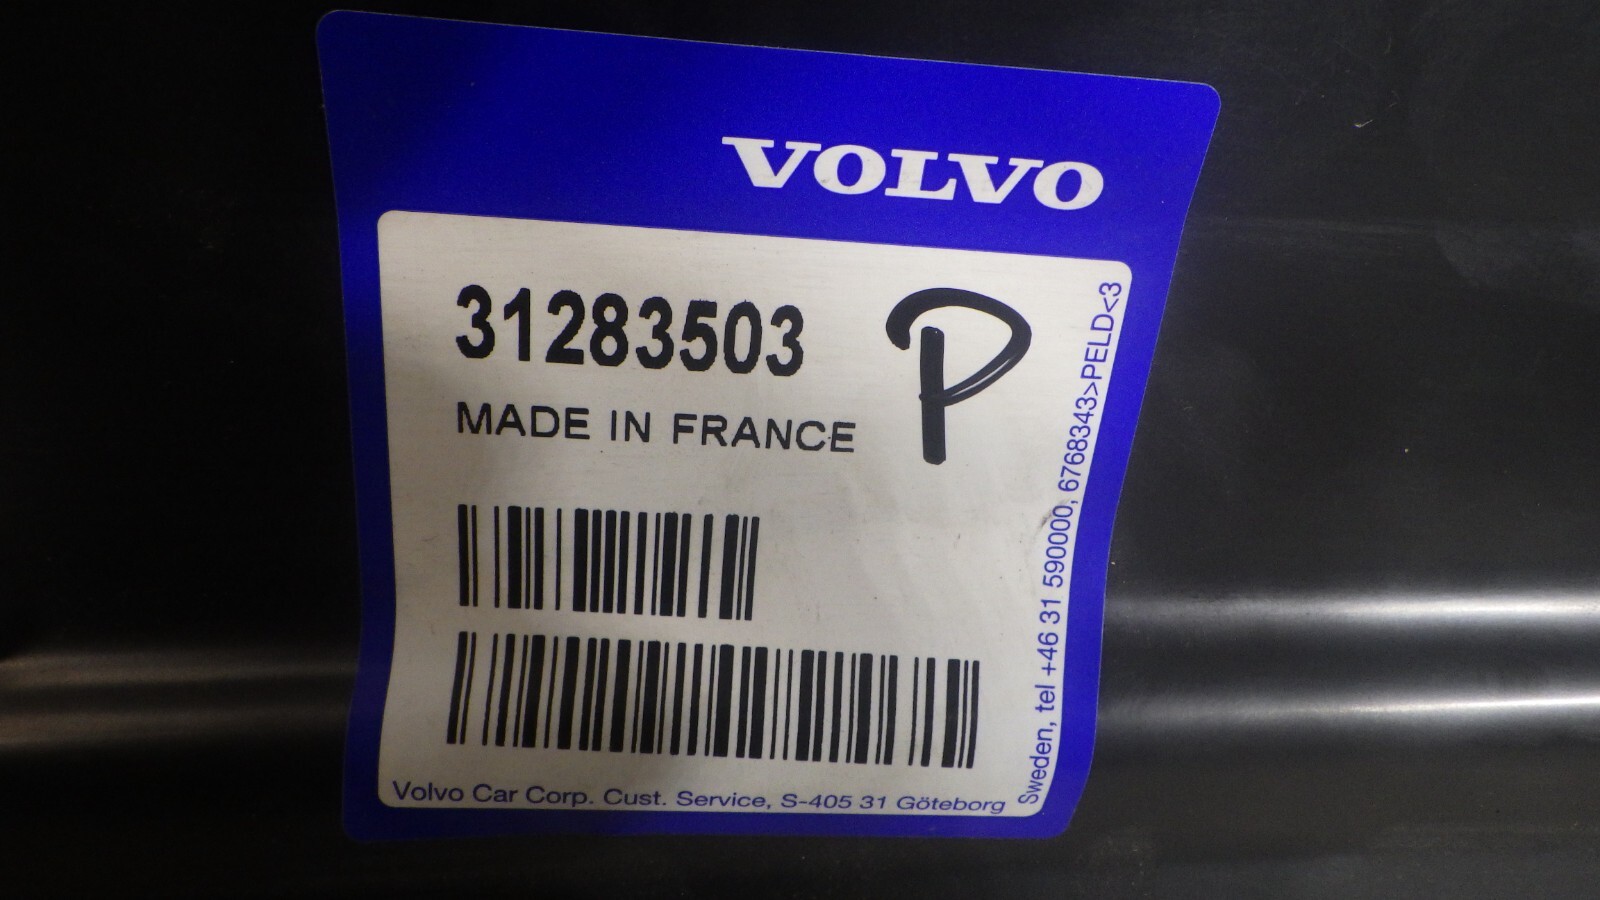 VOLVO
31283503
P
MADE IN FRANCE
Volvo Car Corp. Cust. Service, S-405 31 Göteborg
Sweden, tel +46 31 590000, 6768343>PELD<3